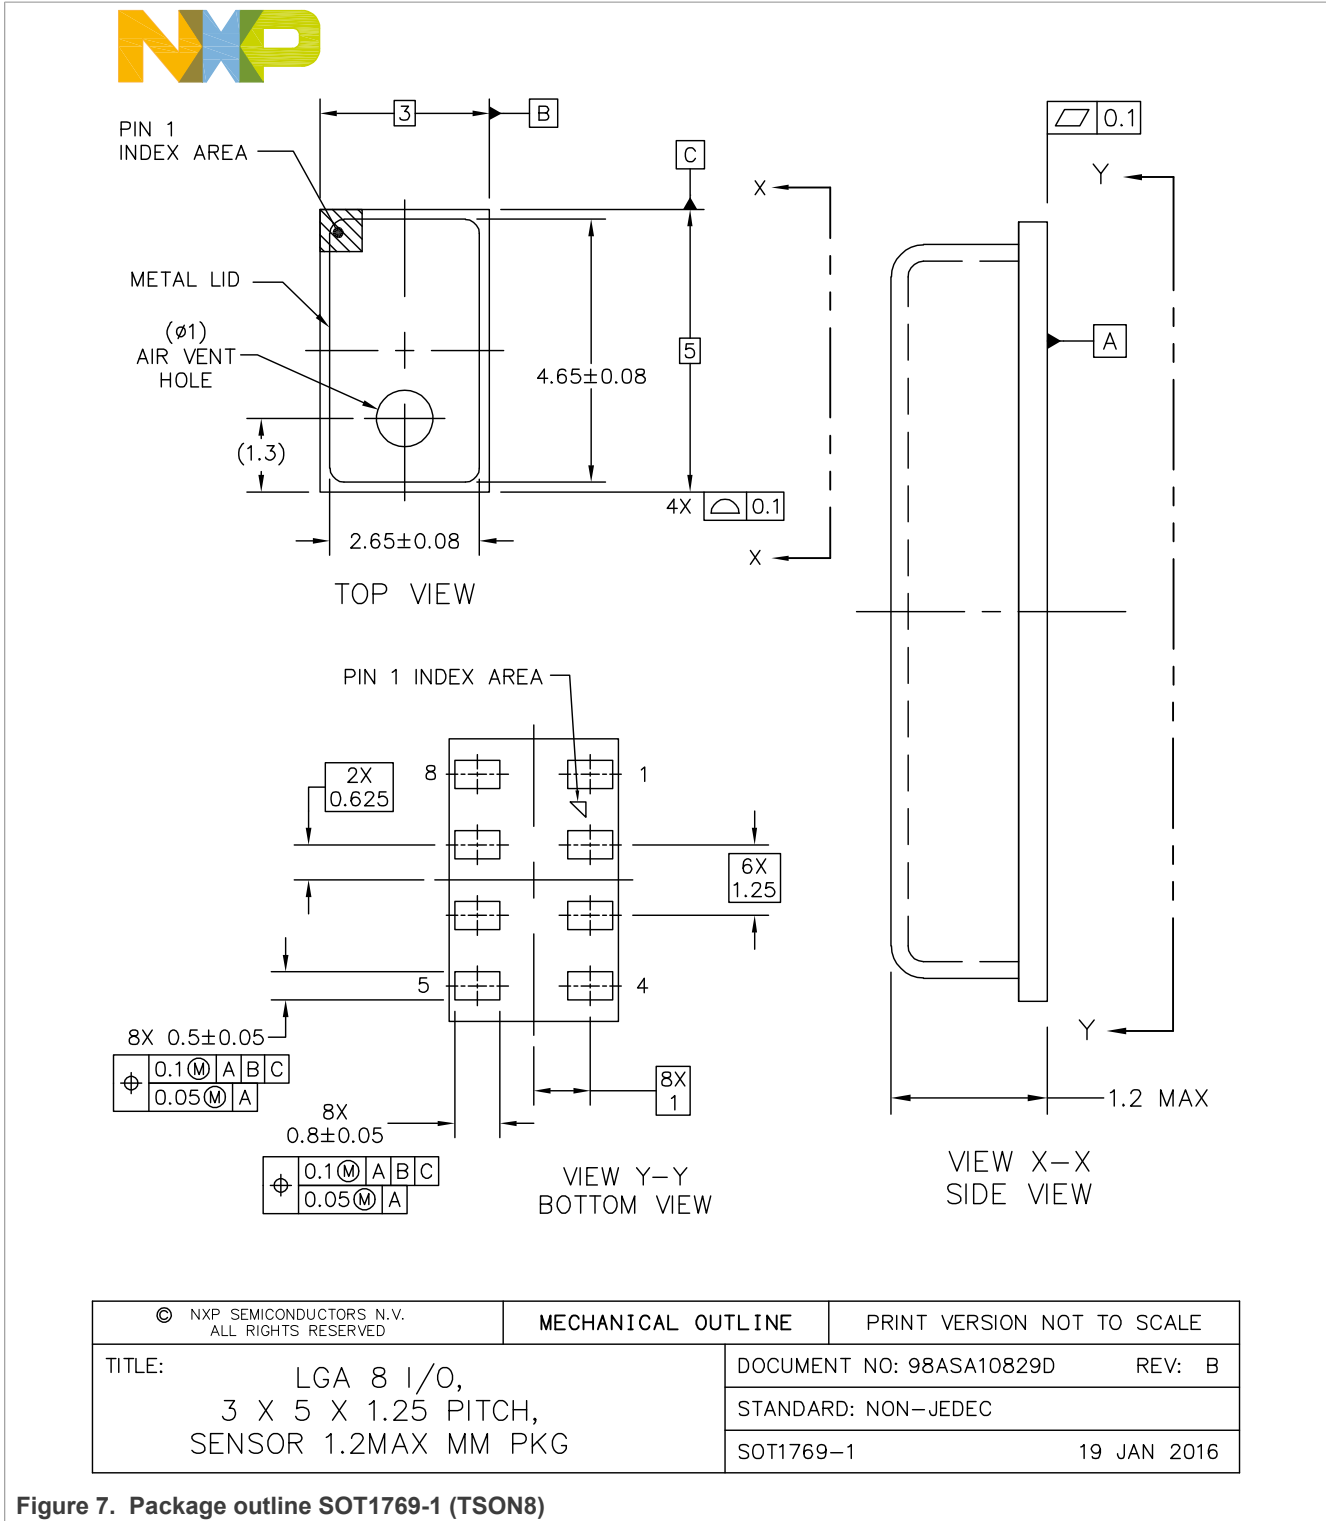 NXP
3
B
PIN 1
INDEX AREA
C
0.1
X
Y
METAL LID
(ø1)
AIR VENT
HOLE
5
A
4.65±0.08
(1.3)
4X 0.1
2.65±0.08
X
TOP VIEW
PIN 1 INDEX AREA
2X
0.625
8
1
6X
1.25
5
4
Y
8X 0.5±0.05
0.1Ⓜ A B C
0.05Ⓜ A
8X
1
1.2 MAX
8X
0.8±0.05
0.1Ⓜ A B C
0.05Ⓜ A
VIEW Y-Y
BOTTOM VIEW
VIEW X-X
SIDE VIEW
© NXP SEMICONDUCTORS N.V.
ALL RIGHTS RESERVED
MECHANICAL OUTLINE
PRINT VERSION NOT TO SCALE
TITLE:
LGA 8 I/O,
3 X 5 X 1.25 PITCH,
SENSOR 1.2MAX MM PKG
DOCUMENT NO: 98ASA10829D REV: B
STANDARD: NON-JEDEC
SOT1769-1 19 JAN 2016
Figure 7. Package outline SOT1769-1 (TSON8)